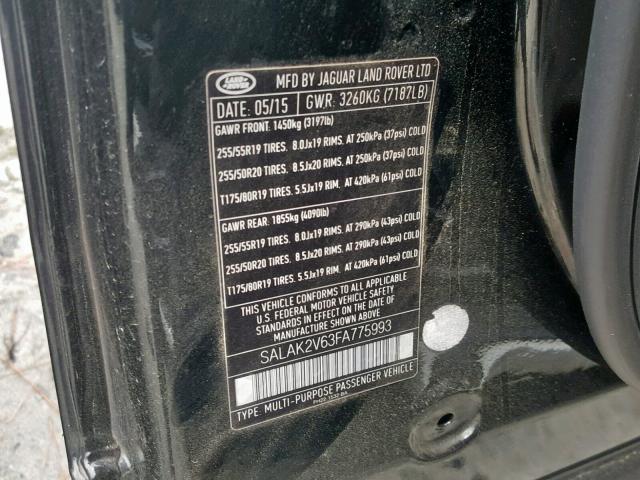 LAND ROVER
MFD BY JAGUAR LAND ROVER LTD
DATE: 05/15 GWR: 3260KG (7187LB)
GAWR FRONT: 1450kg (3197lb)
255/55R19 TIRES. 8.0Jx19 RIMS. AT 250kPa (37psi) COLD
255/50R20 TIRES. 8.5Jx20 RIMS. AT 250kPa (37psi) COLD
T175/80R19 TIRES. 5.5Jx19 RIM. AT 420kPa (61psi) COLD
GAWR REAR: 1855kg (4090lb)
255/55R19 TIRES. 8.0Jx19 RIMS. AT 290kPa (43psi) COLD
255/50R20 TIRES. 8.5Jx20 RIMS. AT 290kPa (43psi) COLD
T175/80R19 TIRES. 5.5Jx19 RIM. AT 420kPa (61psi) COLD
THIS VEHICLE CONFORMS TO ALL APPLICABLE
U.S. FEDERAL MOTOR VEHICLE SAFETY
STANDARDS IN EFFECT ON THE DATE OF
MANUFACTURE SHOWN ABOVE.
SALAK2V63FA775993
TYPE: MULTI-PURPOSE PASSENGER VEHICLE
PH22 1532 BA